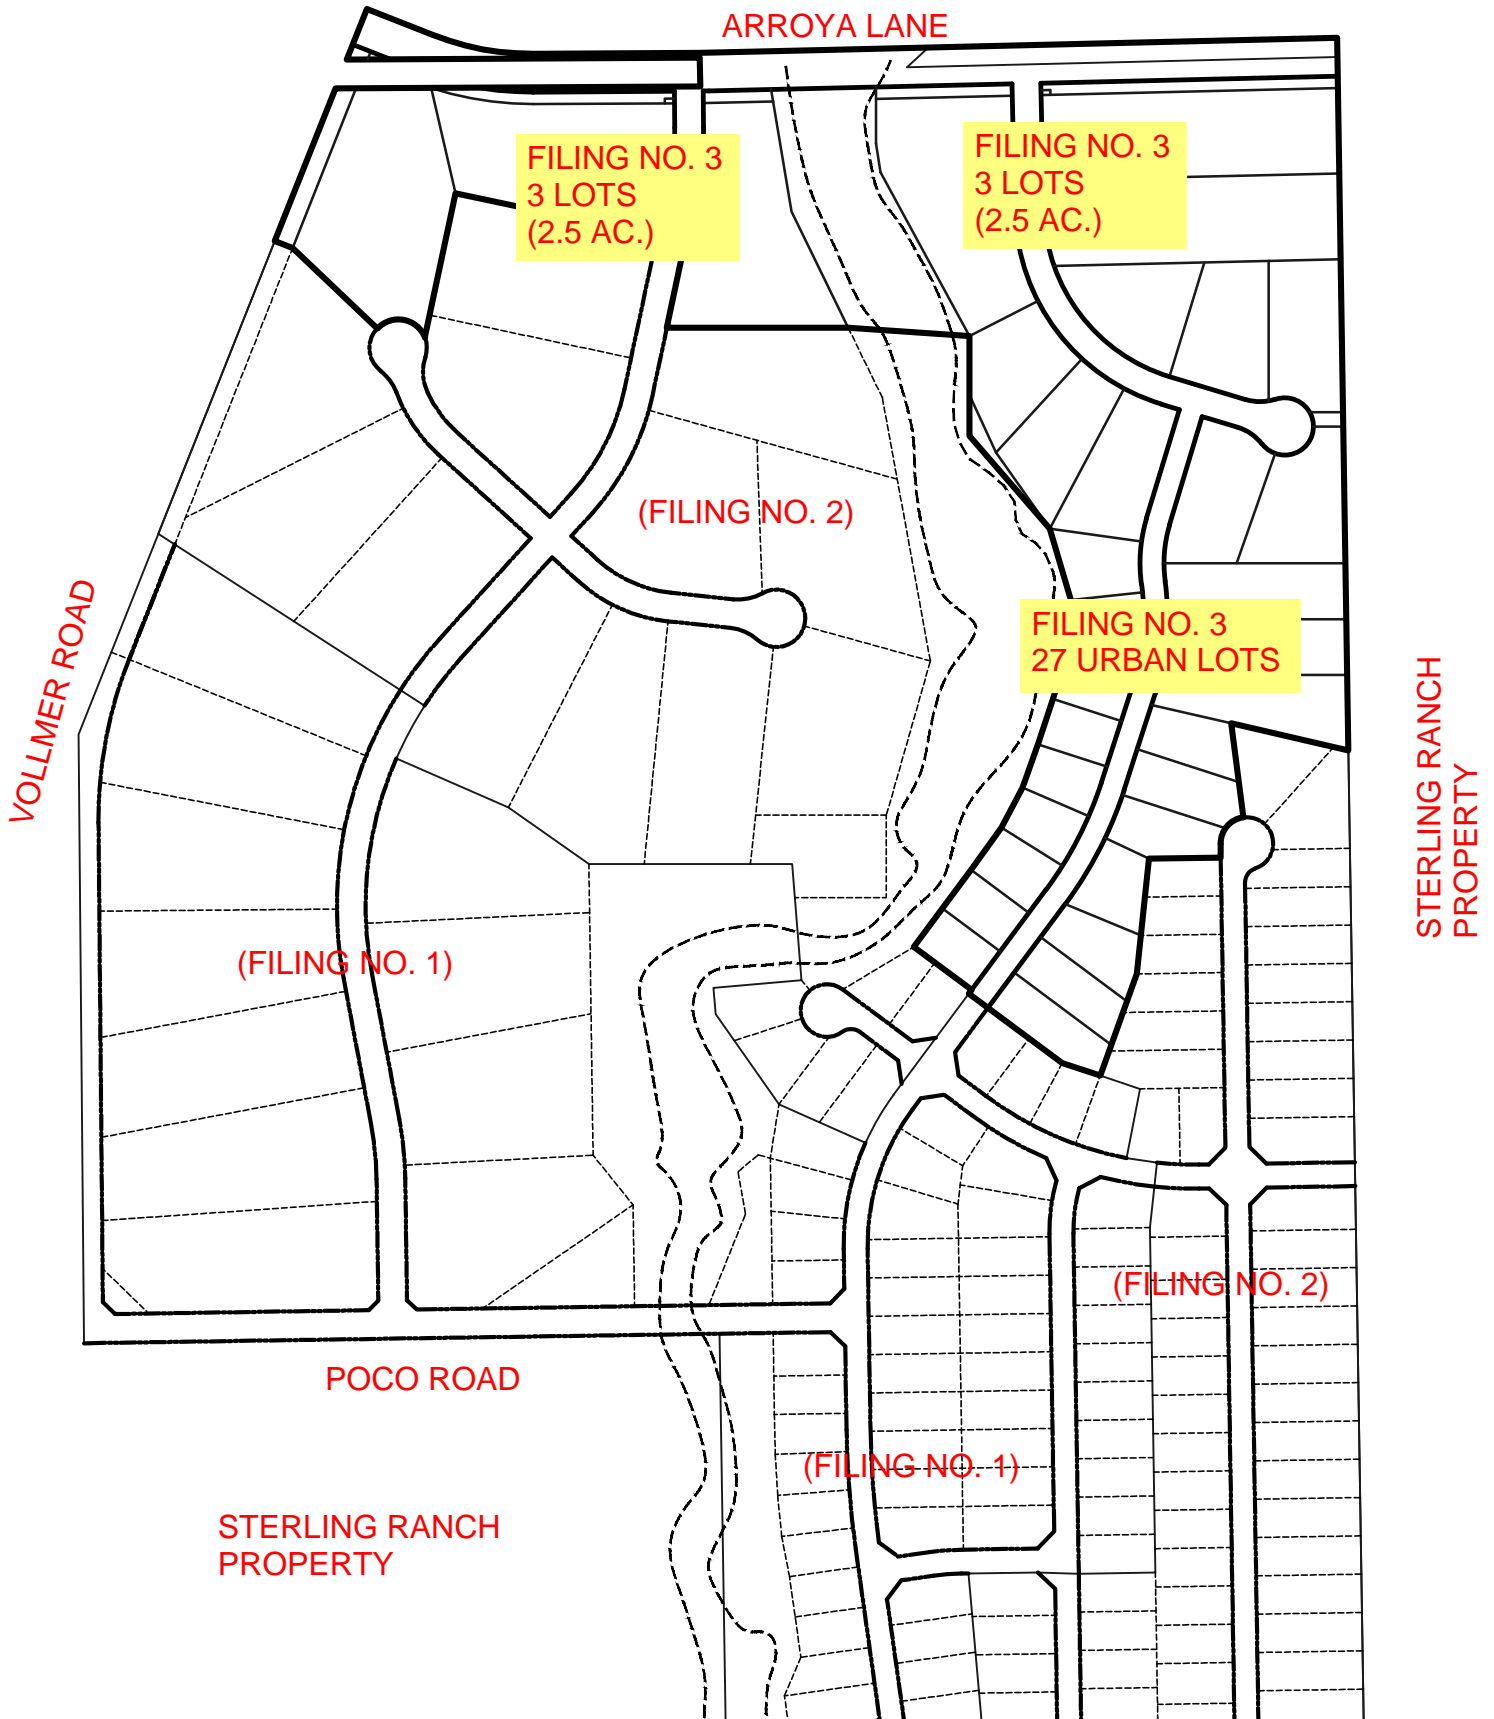 ARROYA LANE
FILING NO. 3
3 LOTS
(2.5 AC.)
FILING NO. 3
3 LOTS
(2.5 AC.)
(FILING NO. 2)
VOLLMER ROAD
FILING NO. 3
27 URBAN LOTS
STERLING RANCH
PROPERTY
(FILING NO. 1)
(FILING NO. 2)
POCO ROAD
(FILING NO. 1)
STERLING RANCH
PROPERTY